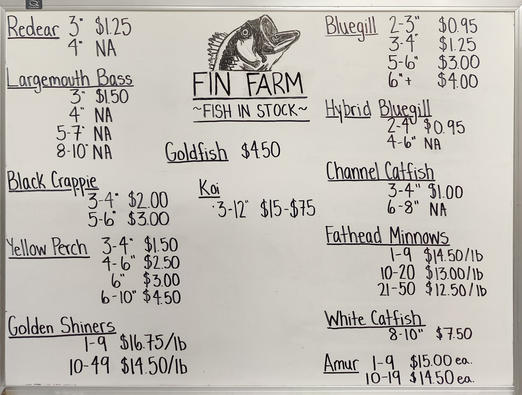 Redear 3" $1.25
4" NA
Largemouth Bass
3" $1.50
4" NA
5-7" NA
8-10" NA
Black Crappie
3-4" $2.00
5-6" $3.00
Yellow Perch 3-4" $1.50
4-6" $2.50
6" $3.00
6-10" $4.50
Golden Shiners
1-9 $16.75/lb
10-49 $14.50/lb
FIN FARM
~FISH IN STOCK~
Goldfish $4.50
Koi
3-12" $15-$75
Bluegill 2-3" $0.95
3-4" $1.25
5-6" $3.00
6"+ $4.00
Hybrid Bluegill
2-4" $0.95
4-6" NA
Channel Catfish
3-4" $1.00
6-8" NA
Fathead Minnows
1-9 $14.50/lb
10-20 $13.00/lb
21-50 $12.50/lb
White Catfish
8-10" $7.50
Amur 1-9 $15.00 ea.
10-19 $14.50 ea.